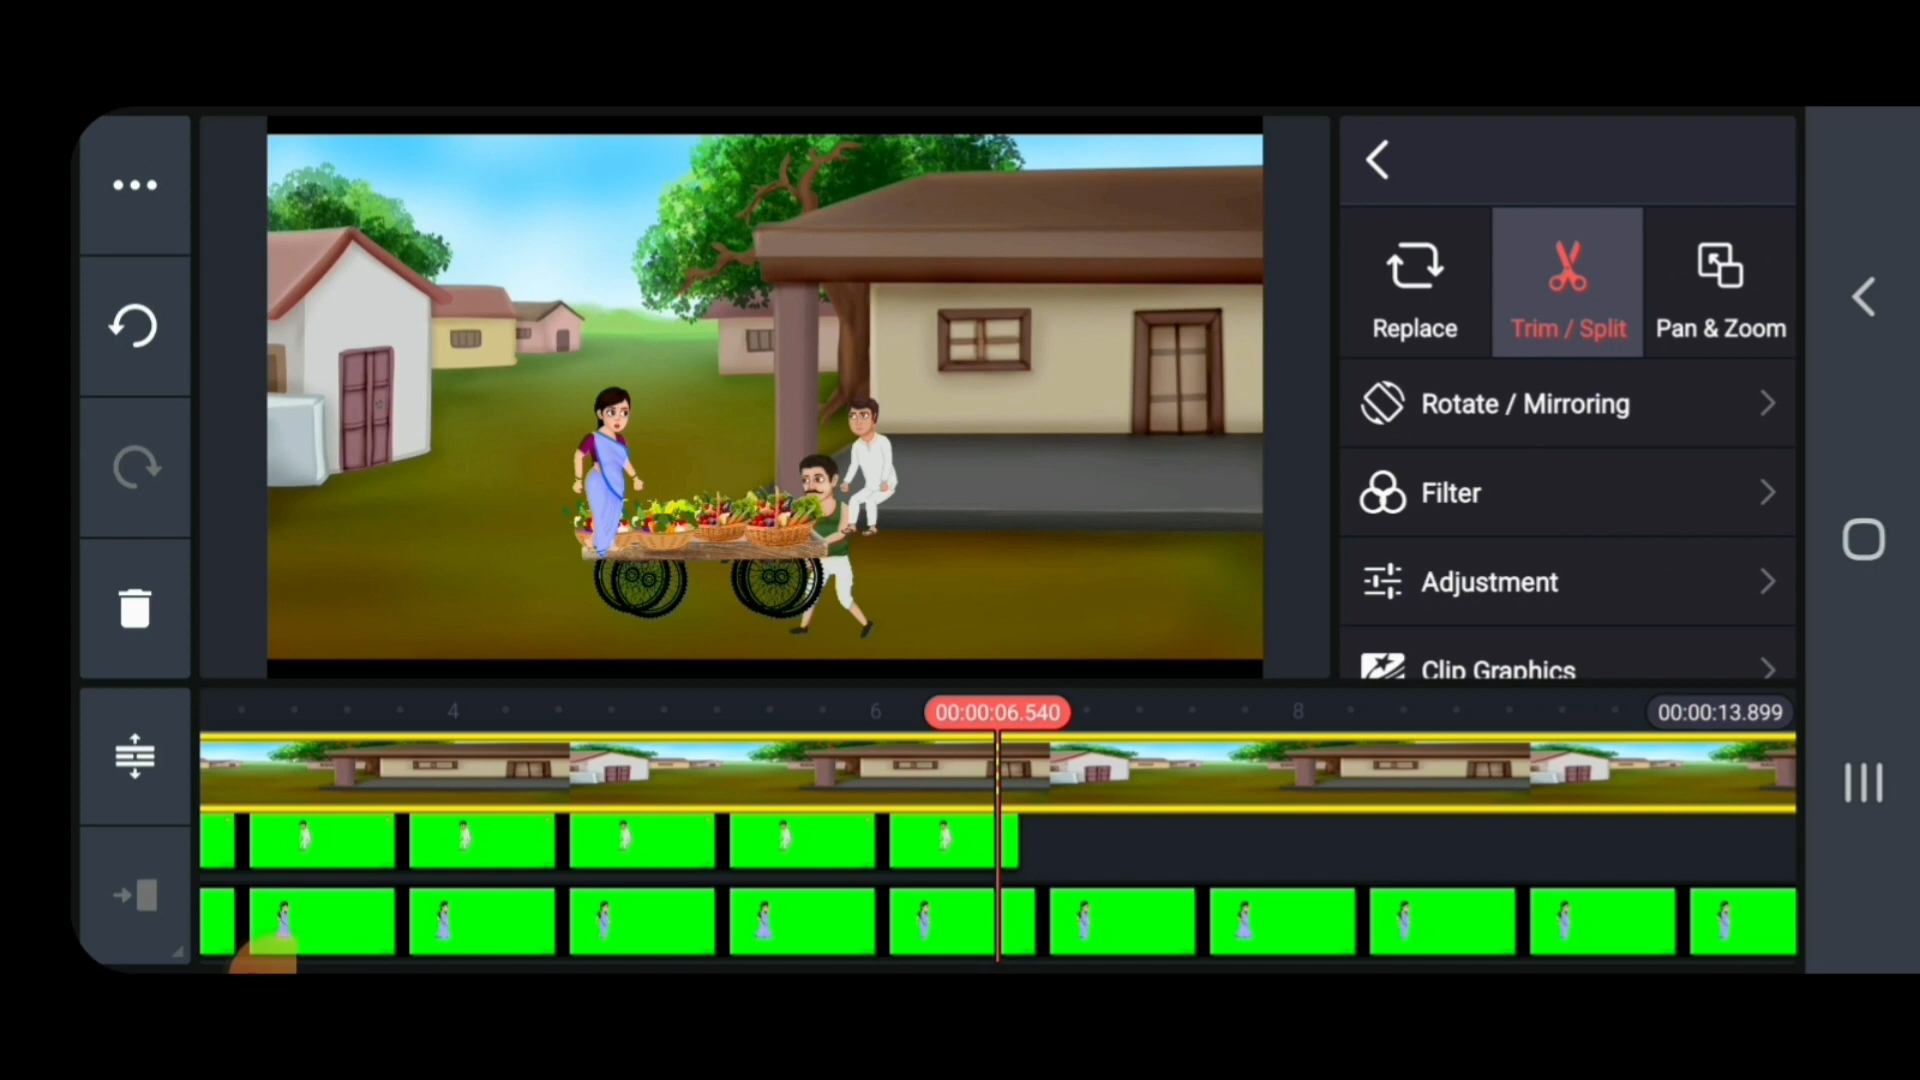 Replace
Trim / Split
Pan & Zoom
Rotate / Mirroring
Filter
Adjustment
Clip Graphics
4
6
00:00:06.540
8
00:00:13.899